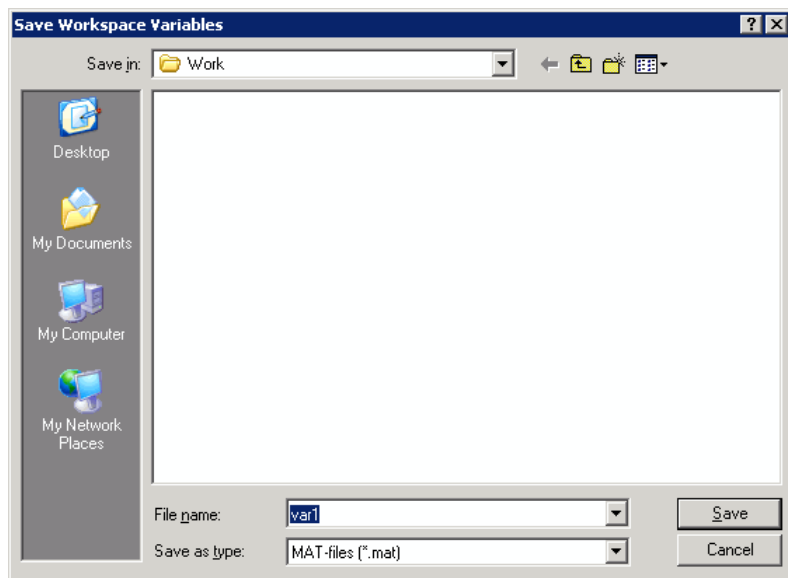 Save Workspace Variables
Save in:
Work
Desktop
My Documents
My Computer
My Network
Places
File name:
var1
Save
Save as type:
MAT-files (*.mat)
Cancel